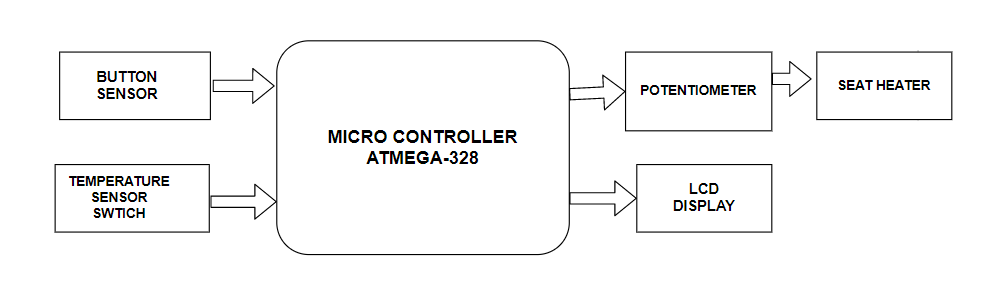 BUTTON
SENSOR
TEMPERATURE
SENSOR
SWTICH
MICRO CONTROLLER
ATMEGA-328
POTENTIOMETER
SEAT HEATER
LCD
DISPLAY